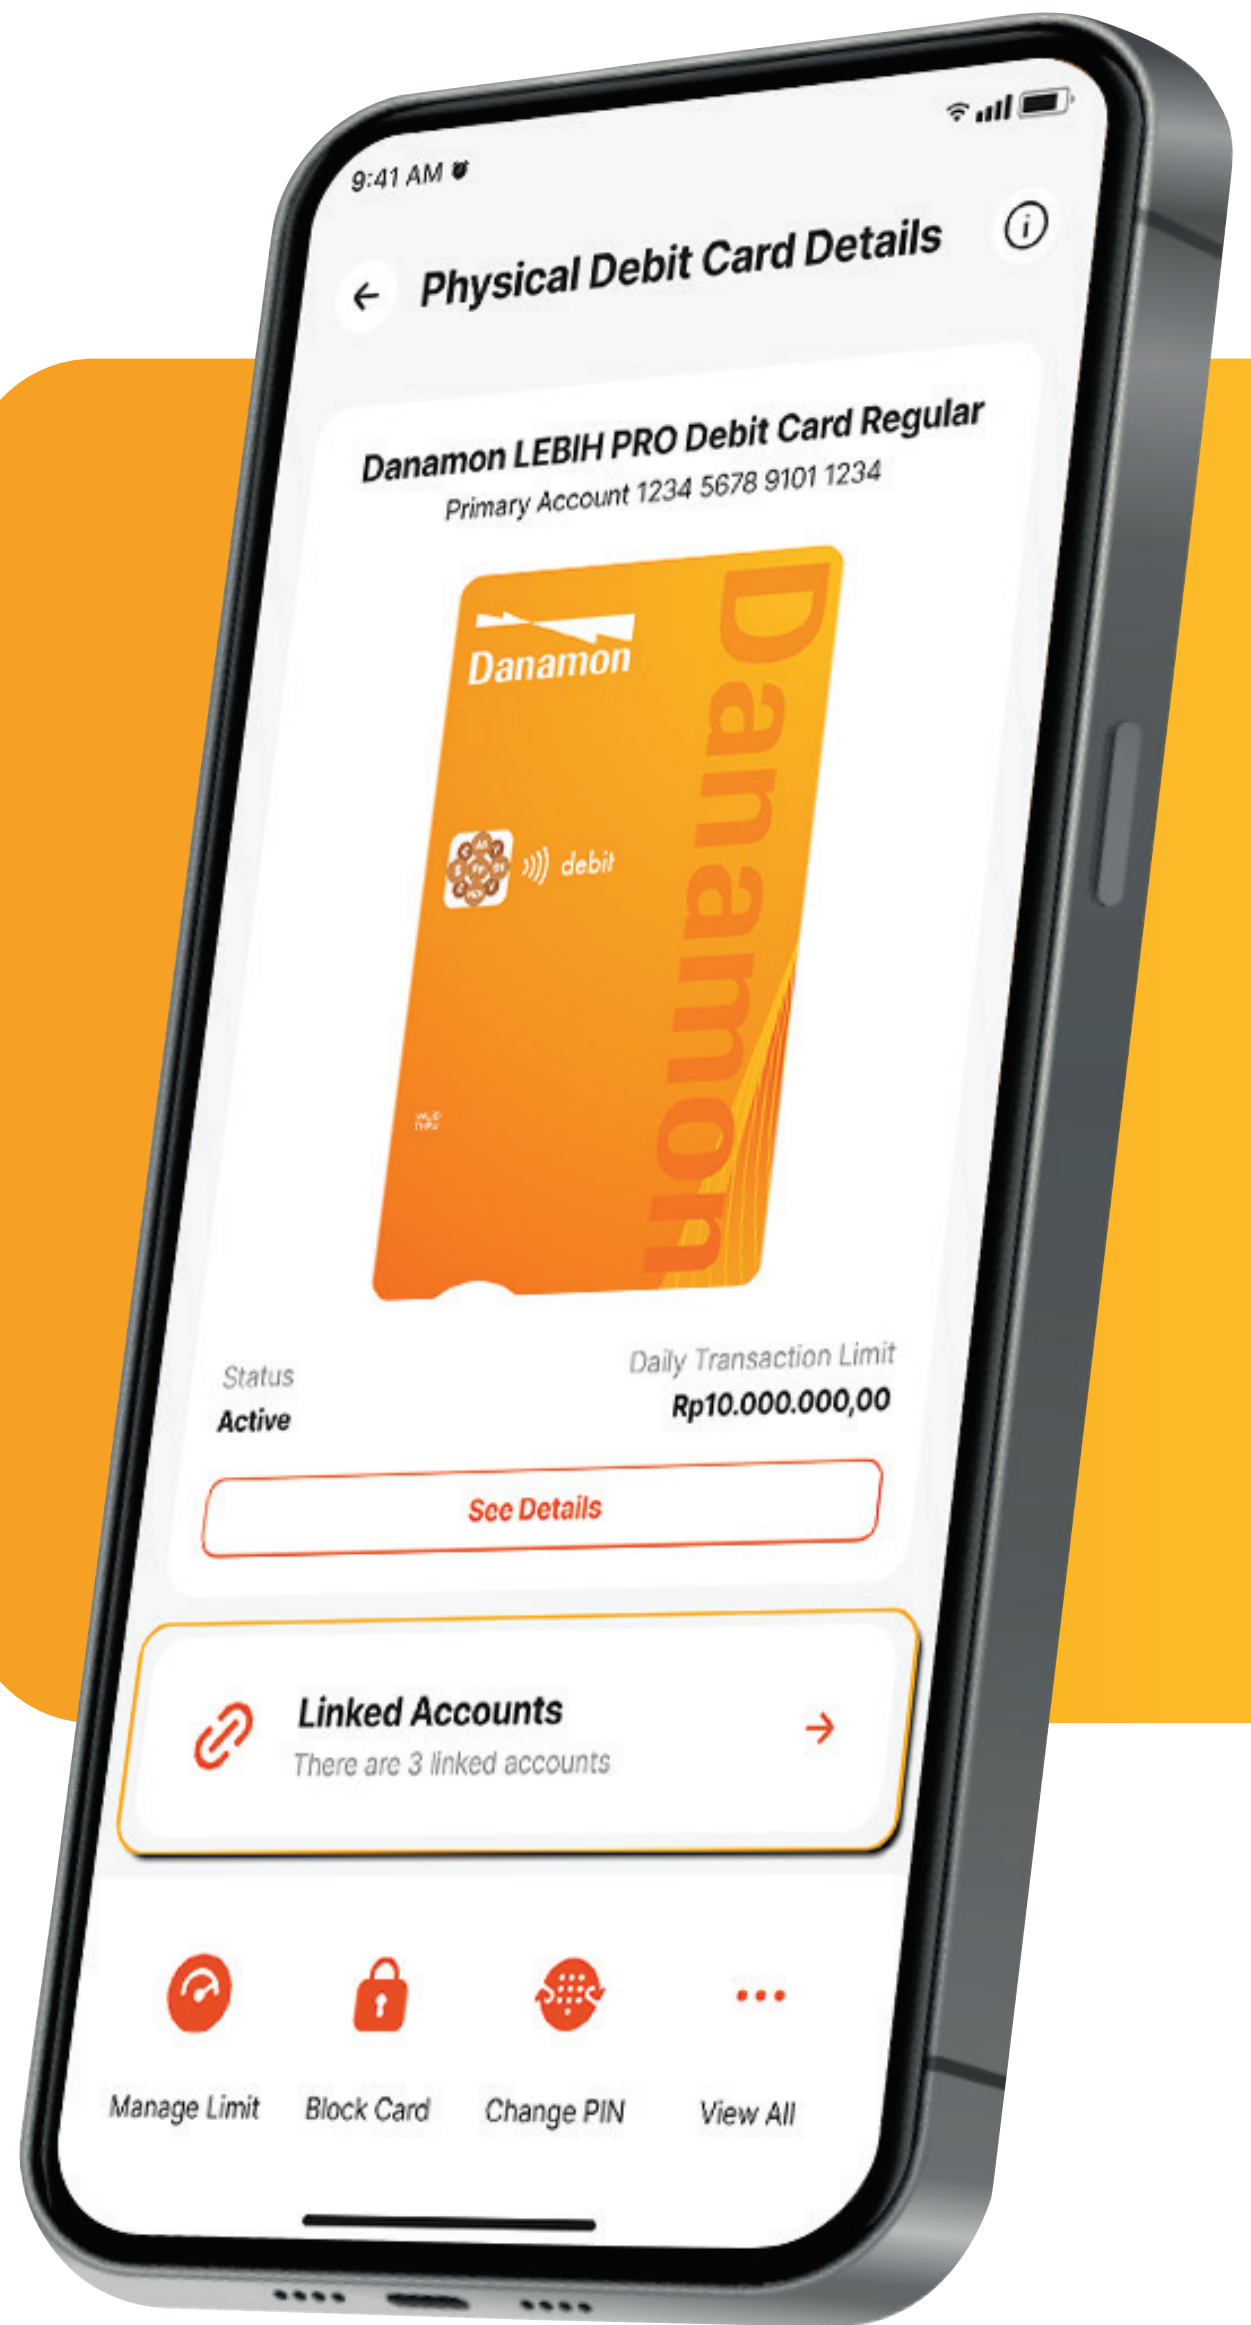 9:41 AM
Physical Debit Card Details
Danamon LEBIH PRO Debit Card Regular
Primary Account 1234 5678 9101 1234
Danamon
Danamon
debit
VALID
THRU
Status
Active
Daily Transaction Limit
Rp10.000.000,00
See Details
Linked Accounts
There are 3 linked accounts
Manage Limit
Block Card
Change PIN
View All